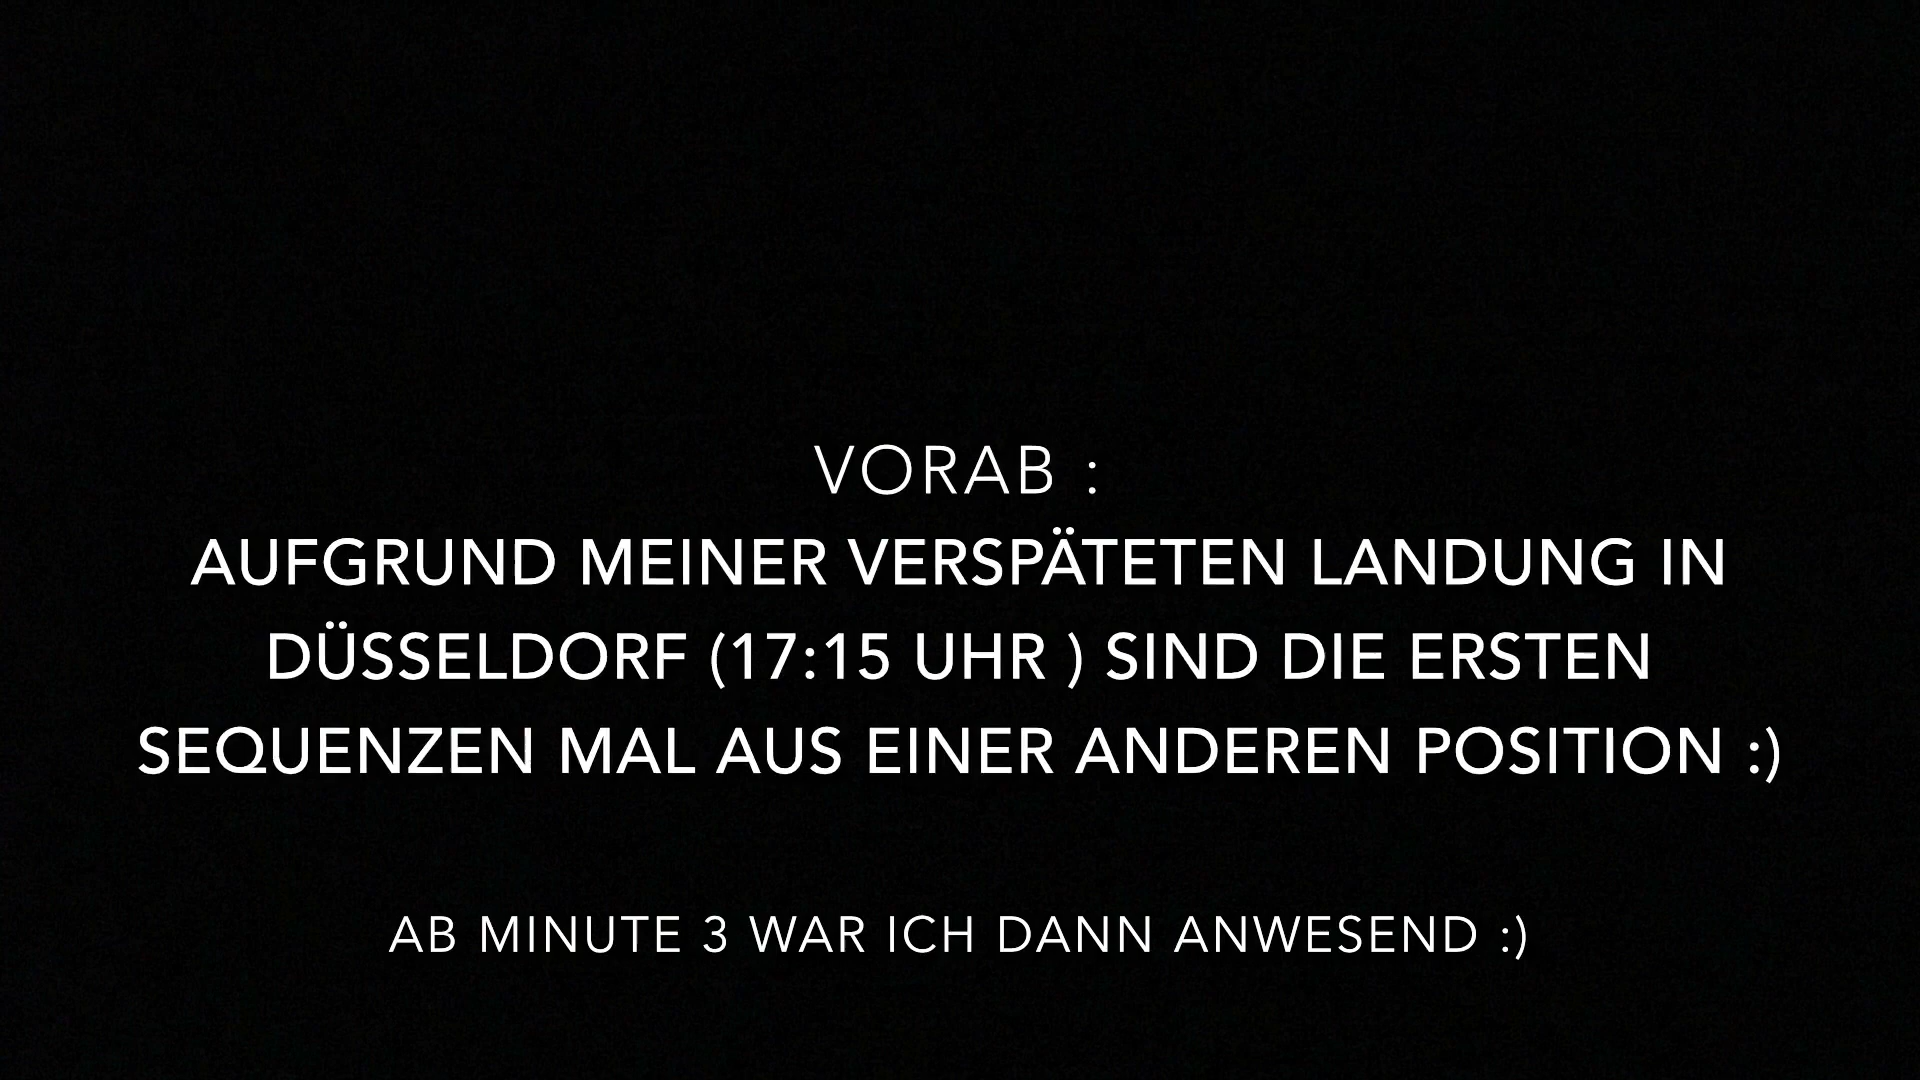 VORAB :
AUFGRUND MEINER VERSPÄTETEN LANDUNG IN
DÜSSELDORF (17:15 UHR ) SIND DIE ERSTEN
SEQUENZEN MAL AUS EINER ANDEREN POSITION :)
AB MINUTE 3 WAR ICH DANN ANWESEND :)